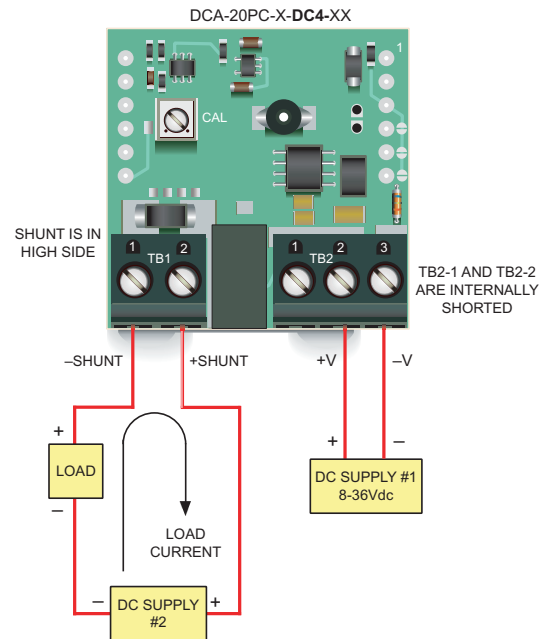 DCA-20PC-X-DC4-XX
1
CAL
SHUNT IS IN
HIGH SIDE
1 2
TB1
1 2 3
TB2
TB2-1 AND TB2-2
ARE INTERNALLY
SHORTED
–SHUNT
+SHUNT
+V
–V
+
LOAD
–
LOAD
CURRENT
–
DC SUPPLY
#2
+
+
–
DC SUPPLY #1
8-36Vdc